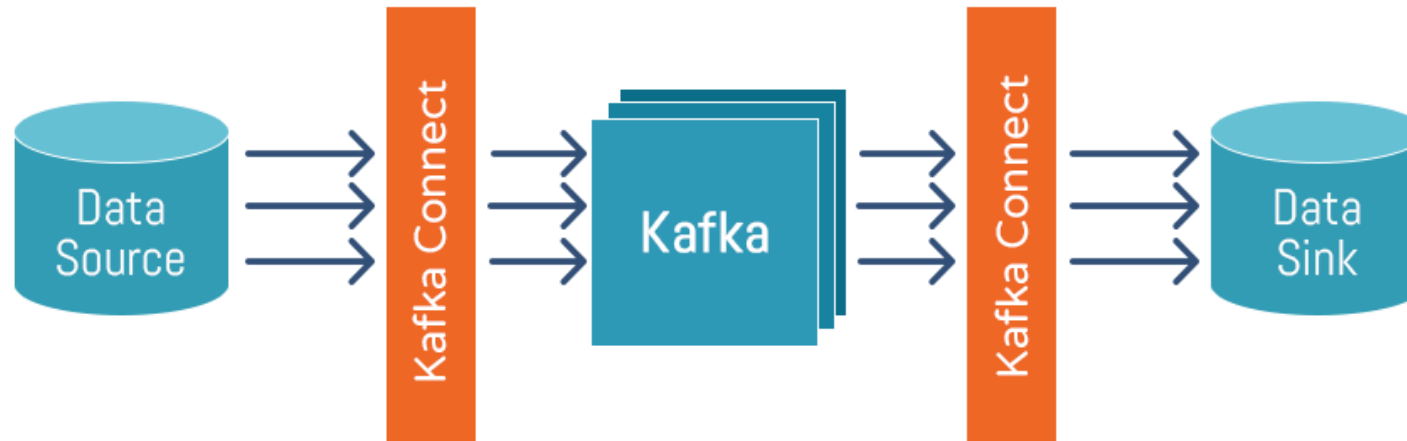 Data
Source
Kafka Connect
Kafka
Kafka Connect
Data
Sink